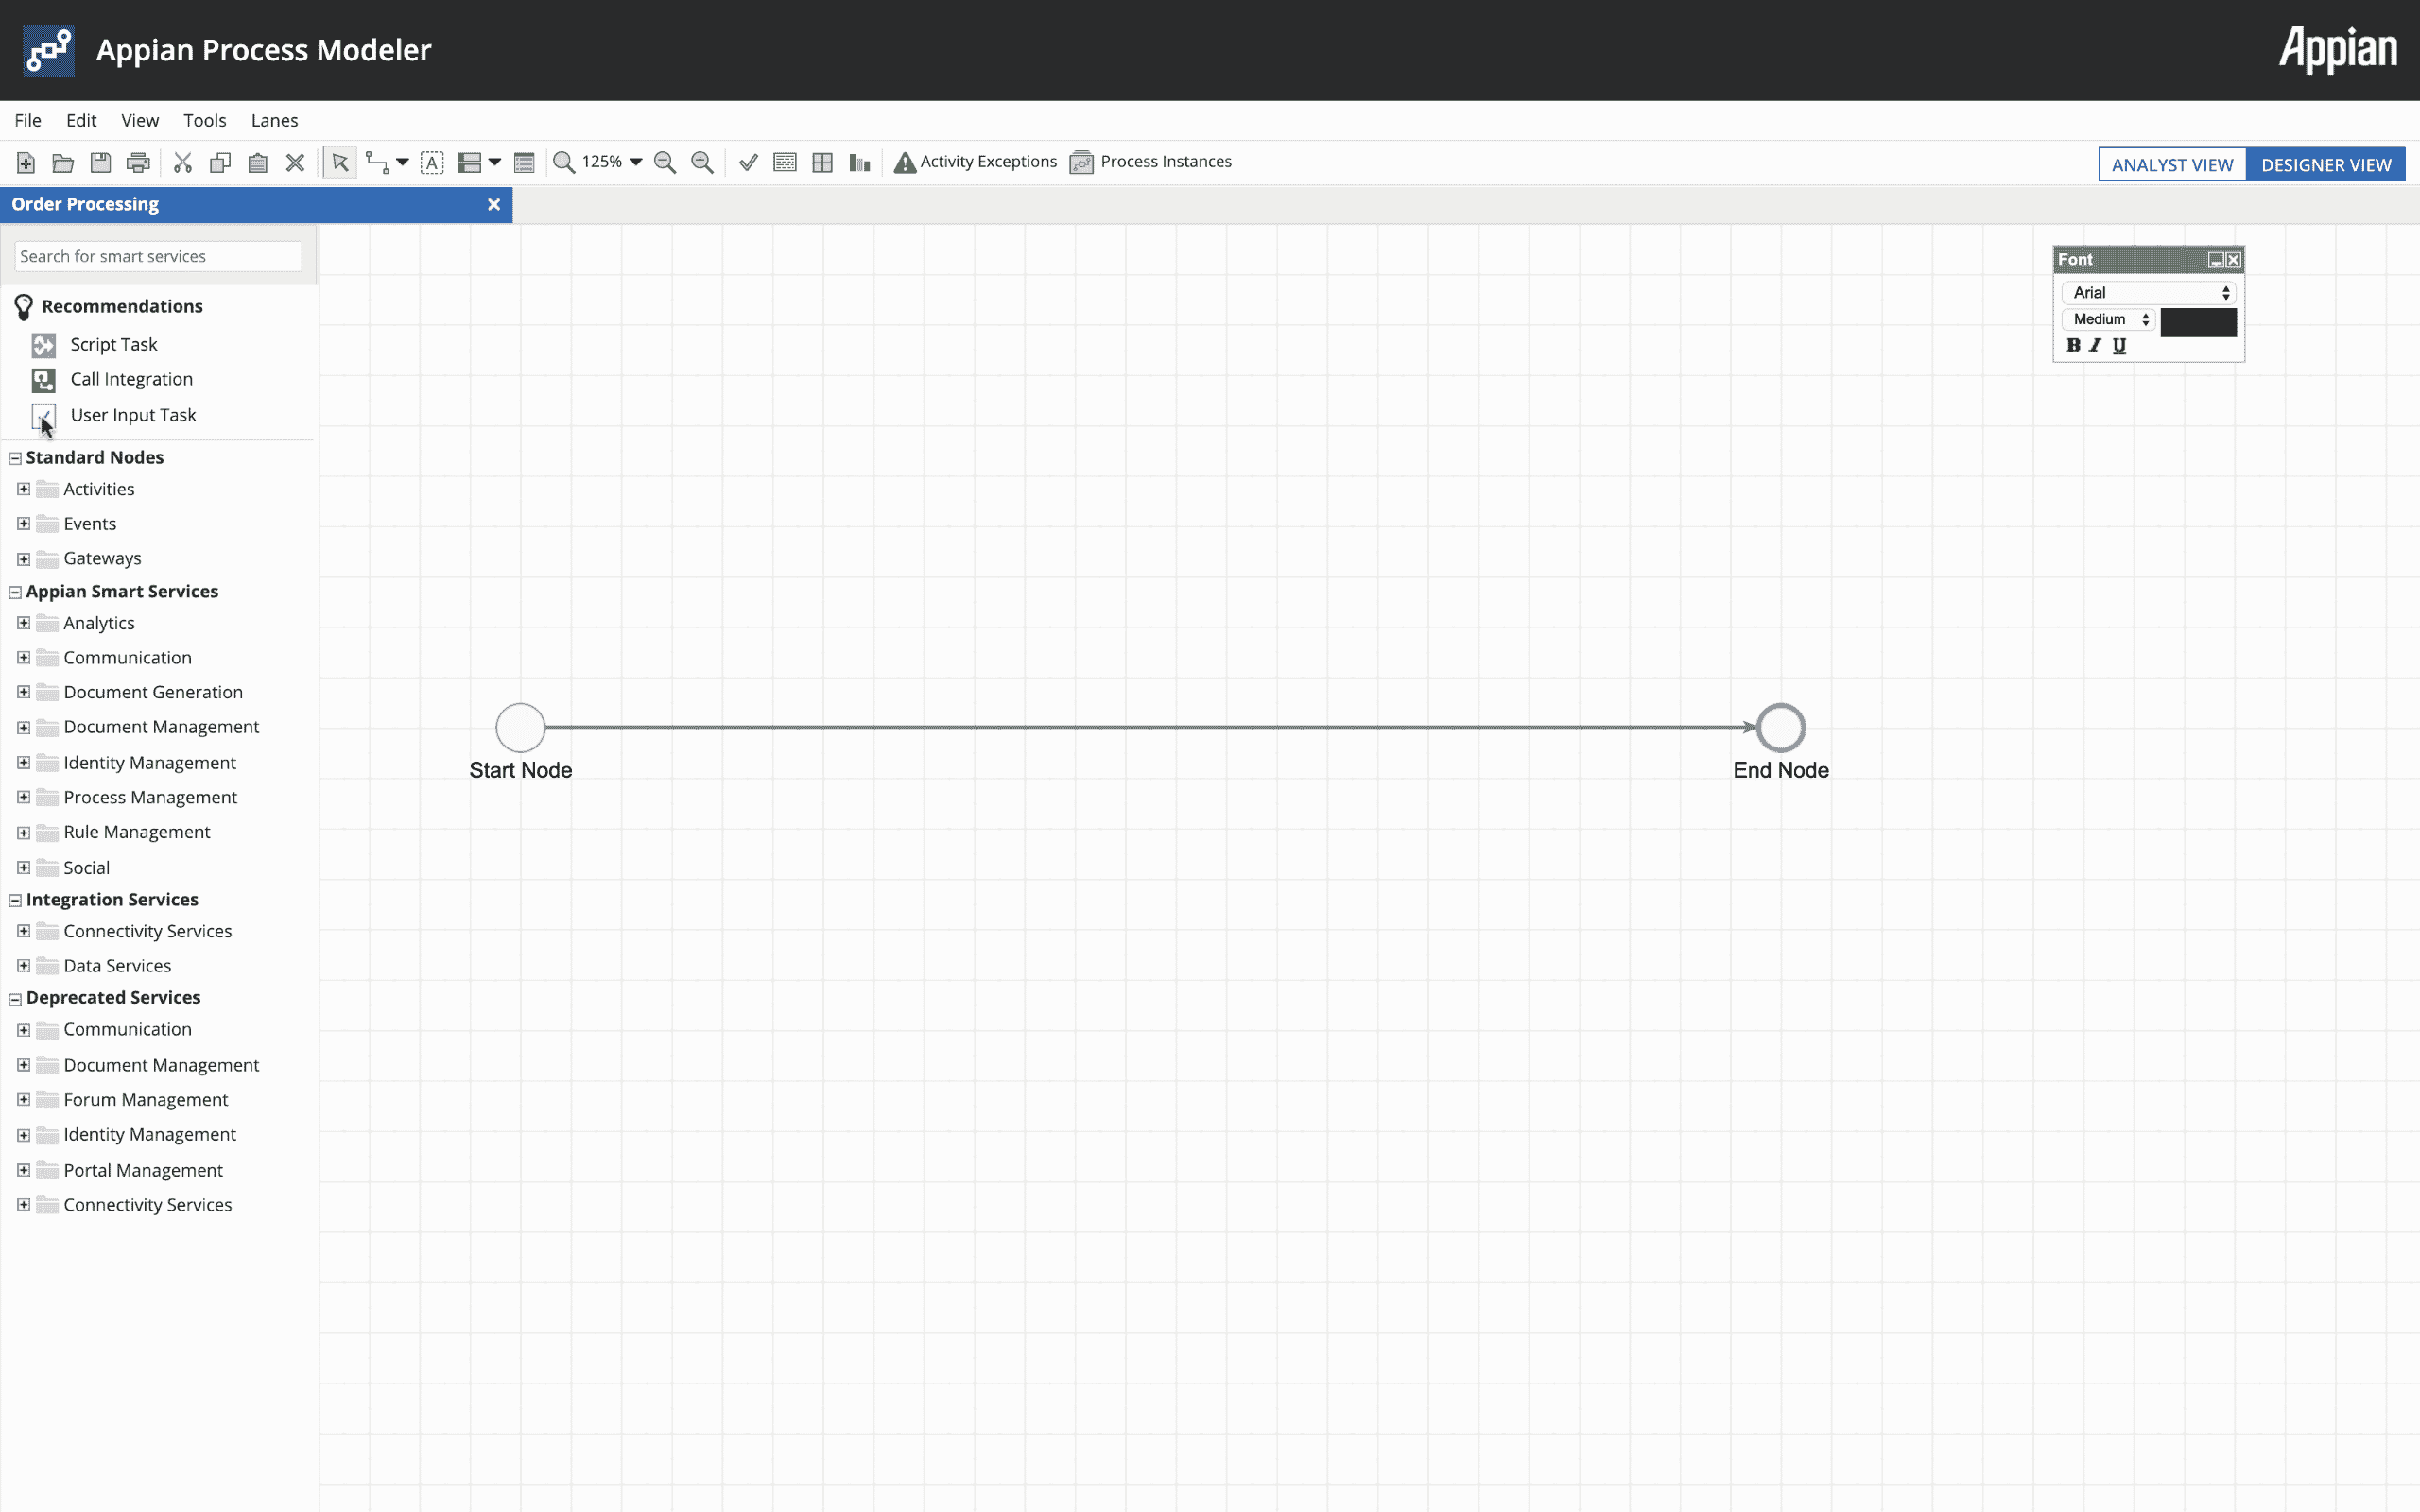 Appian Process Modeler
Appian
File Edit View Tools Lanes
A 125% Activity Exceptions Process Instances ANALYST VIEW DESIGNER VIEW
Order Processing
Search for smart services
Recommendations
Script Task
Call Integration
User Input Task
Standard Nodes
Activities
Events
Gateways
Appian Smart Services
Analytics
Communication
Document Generation
Document Management
Identity Management
Process Management
Rule Management
Social
Integration Services
Connectivity Services
Data Services
Deprecated Services
Communication
Document Management
Forum Management
Identity Management
Portal Management
Connectivity Services
Start Node
End Node
Font
Arial
Medium
B I U